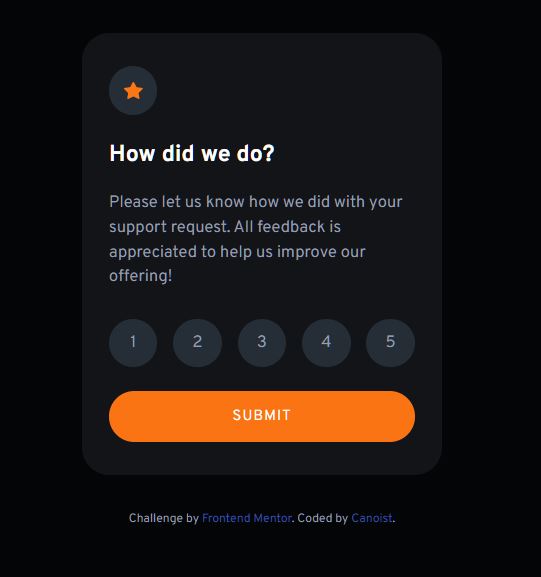 How did we do?
Please let us know how we did with your
support request. All feedback is
appreciated to help us improve our
offering!
1 2 3 4 5
SUBMIT
Challenge by Frontend Mentor. Coded by Canoist.